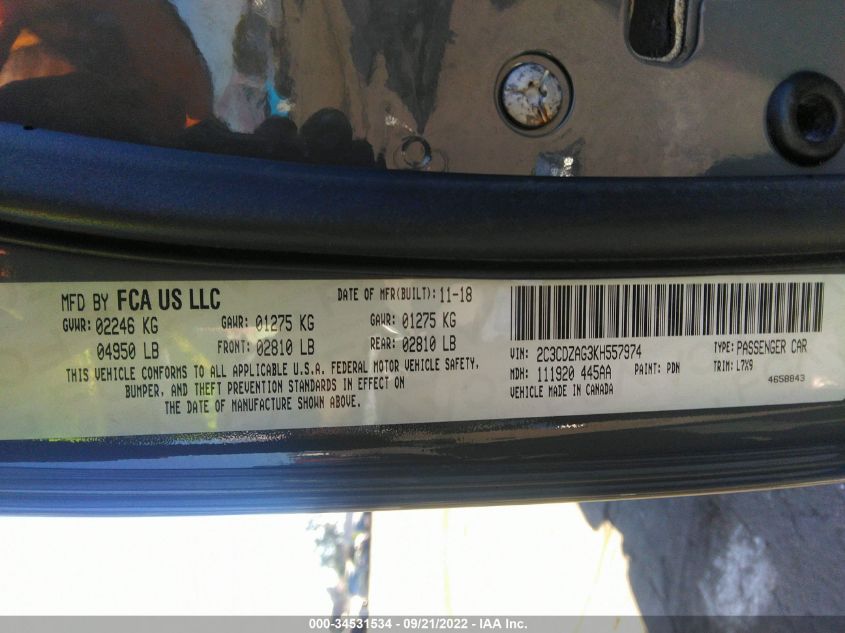 MFD BY FCA US LLC
DATE OF MFR(BUILT): 11-18
GVWR: 02246 KG
GAWR: 01275 KG
GAWR: 01275 KG
04950 LB
FRONT: 02810 LB
REAR: 02810 LB
THIS VEHICLE CONFORMS TO ALL APPLICABLE U.S.A. FEDERAL MOTOR VEHICLE SAFETY,
BUMPER, AND THEFT PREVENTION STANDARDS IN EFFECT ON
THE DATE OF MANUFACTURE SHOWN ABOVE.
VIN: 2C3CDZAG3KH557974
TYPE: PASSENGER CAR
MDH: 111920 445AA
PAINT: PDN
TRIM: L7X9
VEHICLE MADE IN CANADA
4658843
000-34531534 - 09/21/2022 - IAA Inc.